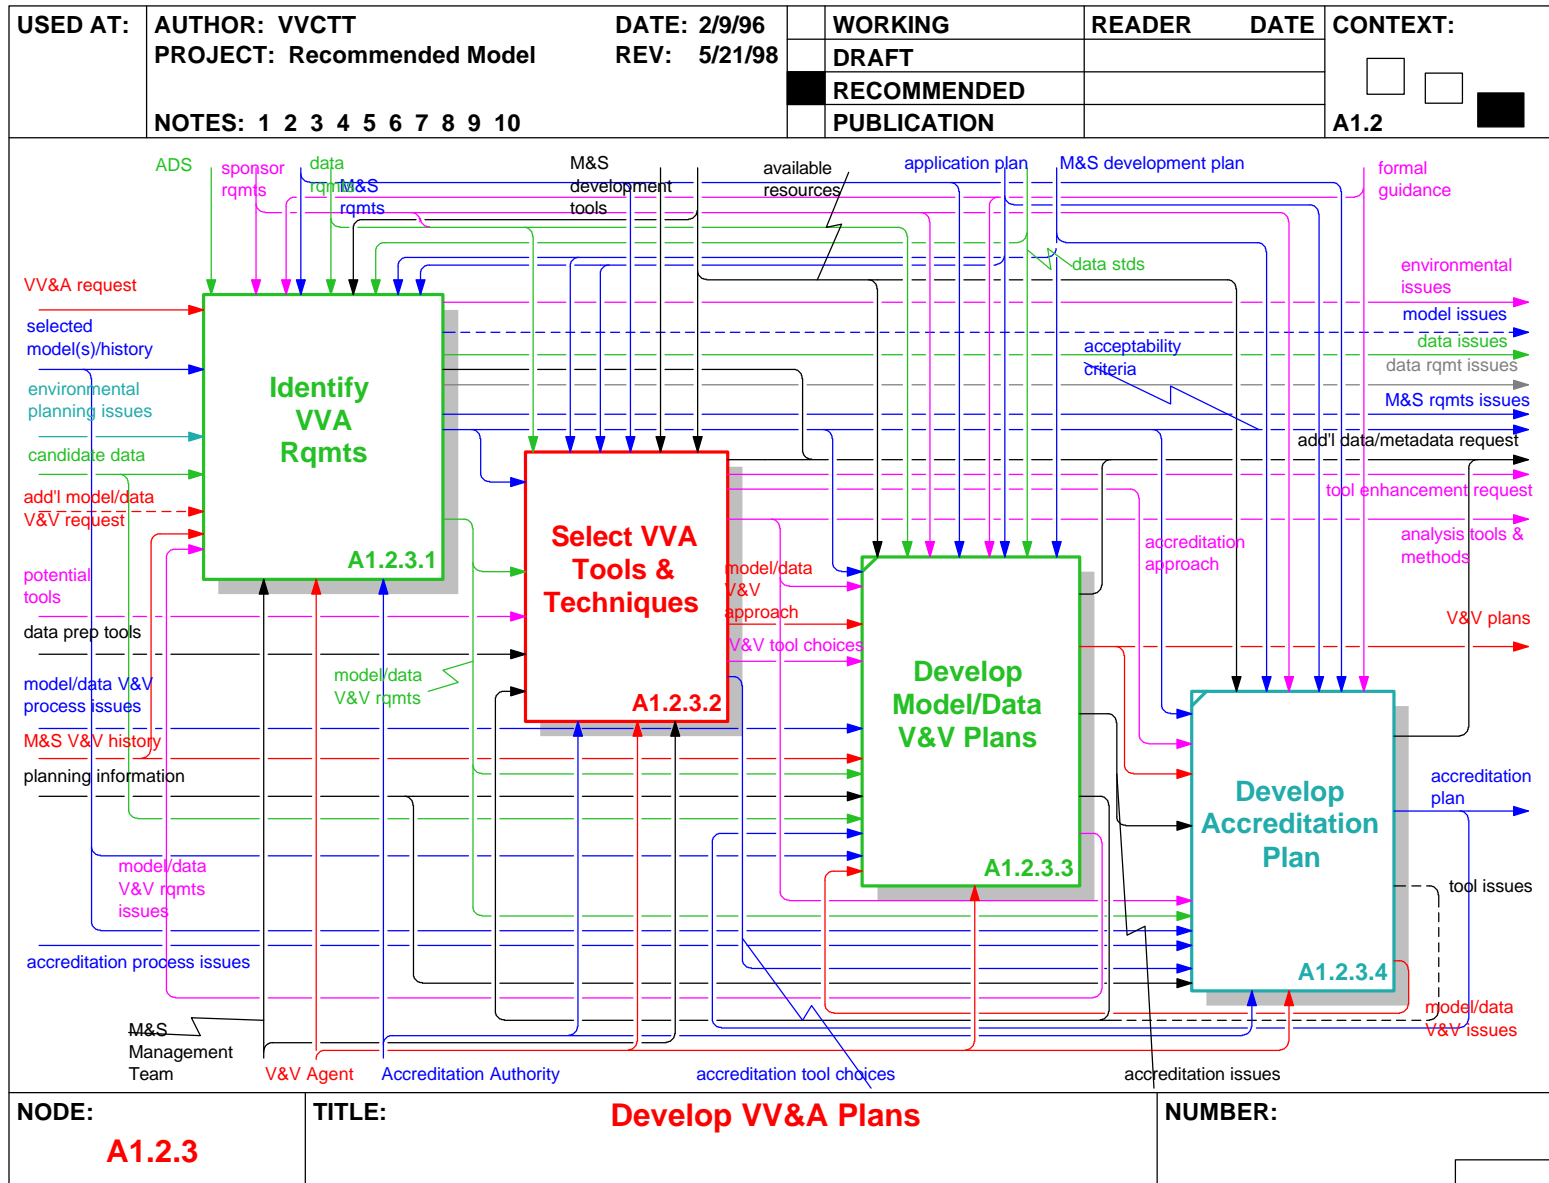 USED AT:
AUTHOR: VVCTT
DATE: 2/9/96
PROJECT: Recommended Model
REV: 5/21/98
NOTES: 1 2 3 4 5 6 7 8 9 10
WORKING
DRAFT
RECOMMENDED
PUBLICATION
READER
DATE
CONTEXT:
A1.2
ADS
sponsor
rqmts
data
rqmts
M&S
rqmts
M&S
development
tools
available
resources
application plan
M&S development plan
formal
guidance
data stds
VV&A request
selected
model(s)/history
environmental
planning issues
candidate data
add'l model/data
V&V request
potential
tools
data prep tools
model/data V&V
process issues
M&S V&V history
planning information
model/data
V&V rqmts
issues
accreditation process issues
Identify
VVA
Rqmts
A1.2.3.1
Select VVA
Tools &
Techniques
A1.2.3.2
model/data
V&V rqmts
model/data
V&V
approach
V&V tool choices
Develop
Model/Data
V&V Plans
A1.2.3.3
acceptability
criteria
accreditation
approach
Develop
Accreditation
Plan
A1.2.3.4
environmental
issues
model issues
data issues
data rqmt issues
M&S rqmts issues
add'l data/metadata request
tool enhancement request
analysis tools &
methods
V&V plans
accreditation
plan
tool issues
model/data
V&V issues
M&S
Management
Team
V&V Agent
Accreditation Authority
accreditation tool choices
accreditation issues
NODE:
A1.2.3
TITLE:
Develop VV&A Plans
NUMBER: